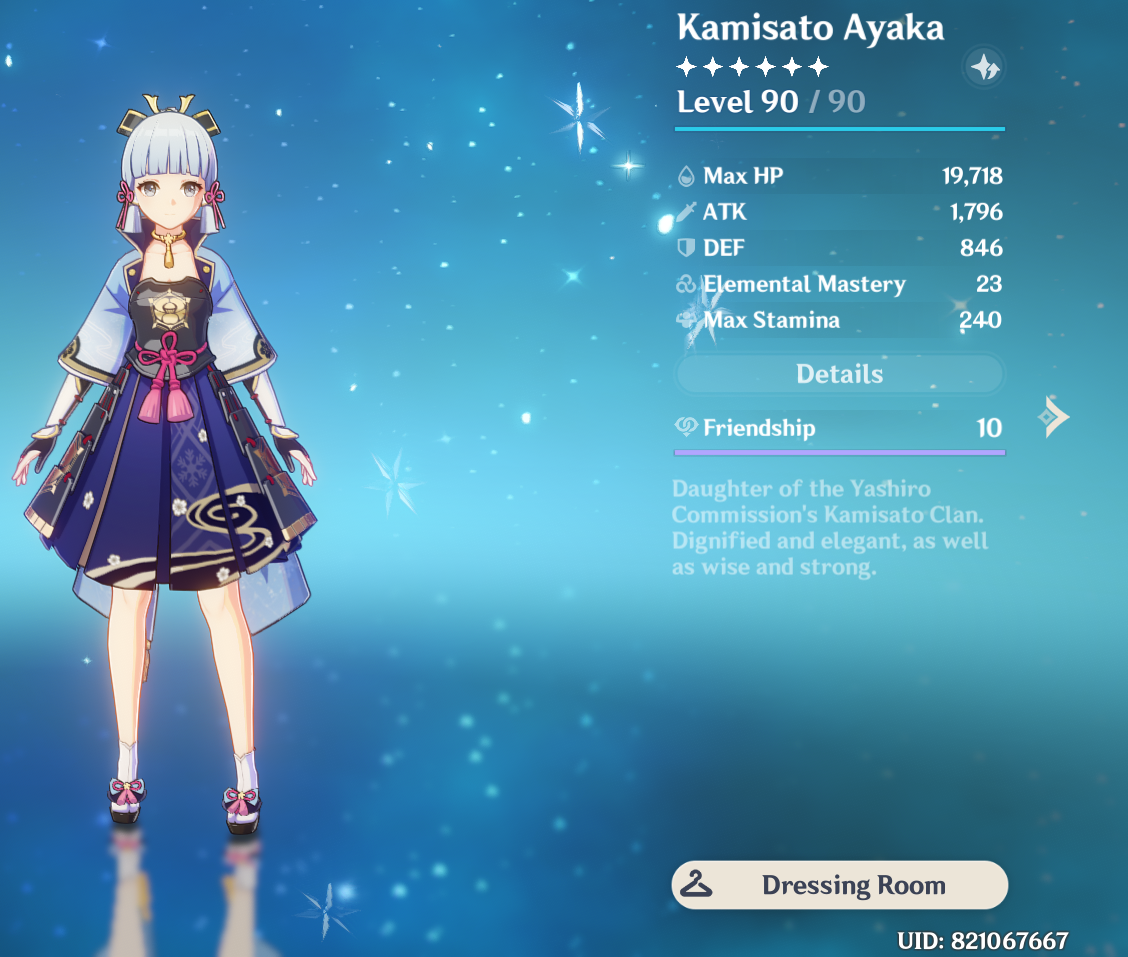 Kamisato Ayaka
Level 90 / 90
Max HP 19,718
ATK 1,796
DEF 846
Elemental Mastery 23
Max Stamina 240
Details
Friendship 10
Daughter of the Yashiro
Commission's Kamisato Clan.
Dignified and elegant, as well
as wise and strong.
Dressing Room
UID: 821067667